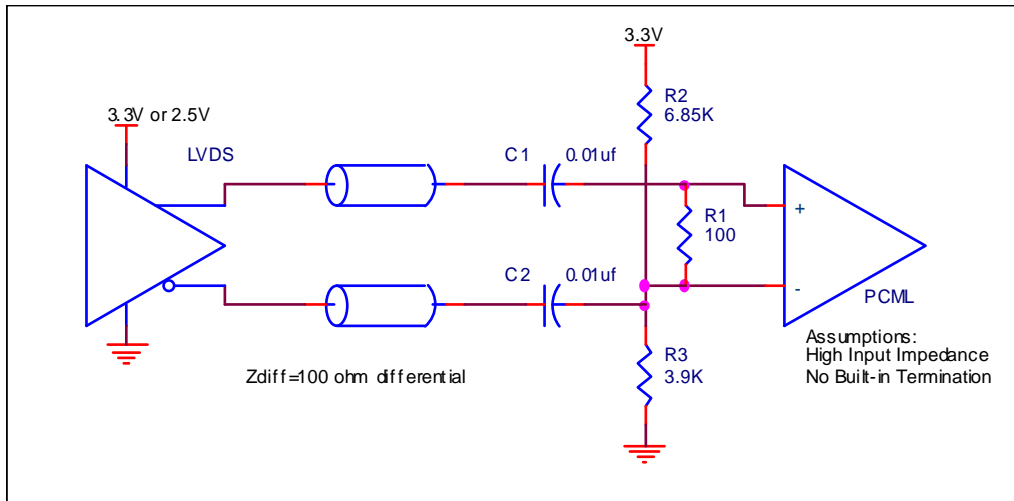 3.3V
R2
6.85K
3.3V or 2.5V
LVDS
C1
0.01uf
+
R1
100
C2
0.01uf
-
PCML
Assumptions:
High Input Impedance
No Built-in Termination
R3
3.9K
Zdiff=100 ohm differential